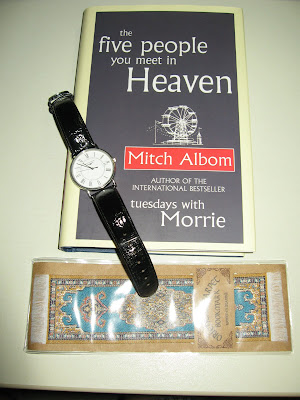 the
five people
you meet in
Heaven
Mitch Albom
AUTHOR OF THE
INTERNATIONAL BESTSELLER
tuesdays with
Morrie